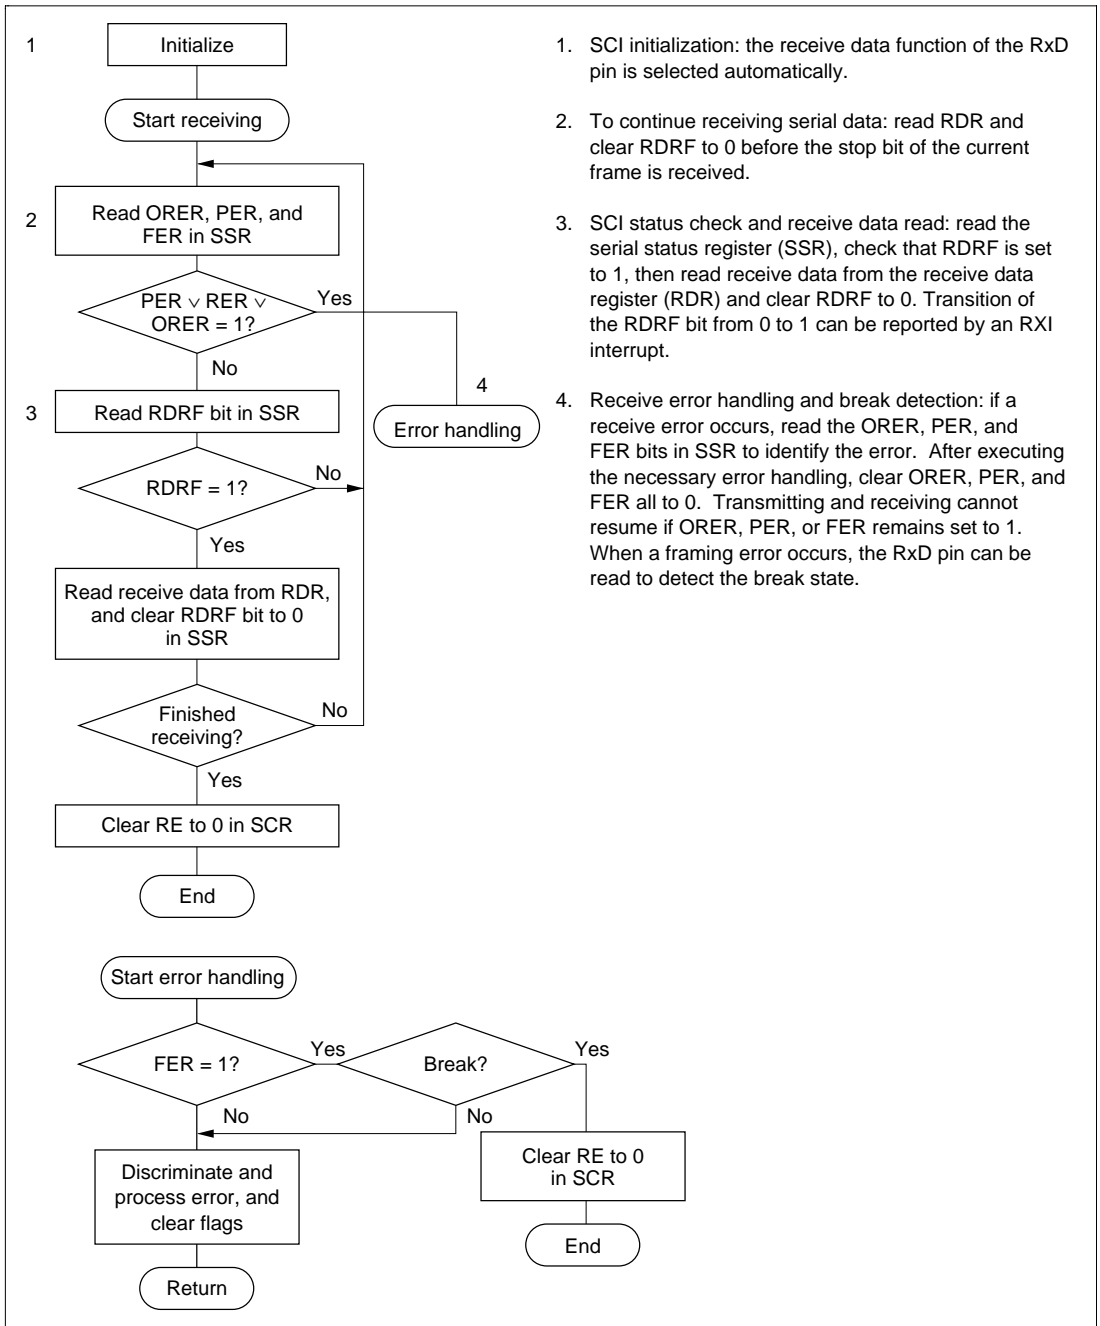 1
Initialize
Start receiving
2
Read ORER, PER, and
FER in SSR
PER ∨ RER ∨
ORER = 1?
Yes
No
3
Read RDRF bit in SSR
4
Error handling
RDRF = 1?
No
Yes
Read receive data from RDR,
and clear RDRF bit to 0
in SSR
Finished
receiving?
No
Yes
Clear RE to 0 in SCR
End
1. SCI initialization: the receive data function of the RxD
pin is selected automatically.
2. To continue receiving serial data: read RDR and
clear RDRF to 0 before the stop bit of the current
frame is received.
3. SCI status check and receive data read: read the
serial status register (SSR), check that RDRF is set
to 1, then read receive data from the receive data
register (RDR) and clear RDRF to 0. Transition of
the RDRF bit from 0 to 1 can be reported by an RXI
interrupt.
4. Receive error handling and break detection: if a
receive error occurs, read the ORER, PER, and
FER bits in SSR to identify the error. After executing
the necessary error handling, clear ORER, PER, and
FER all to 0. Transmitting and receiving cannot
resume if ORER, PER, or FER remains set to 1.
When a framing error occurs, the RxD pin can be
read to detect the break state.
Start error handling
FER = 1?
Yes
Break?
Yes
No
No
Discriminate and
process error, and
clear flags
Clear RE to 0
in SCR
End
Return